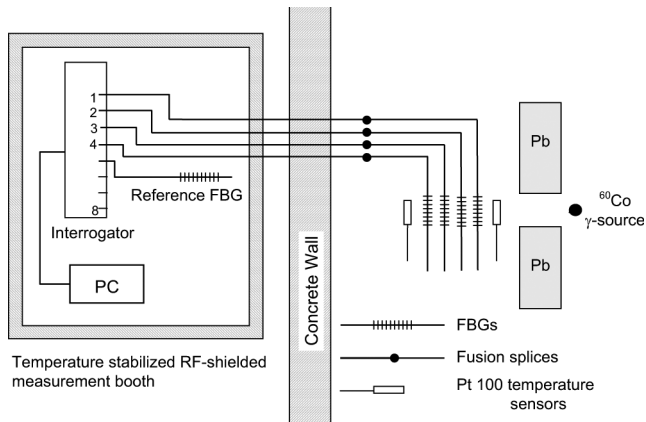 1
2
3
4
8
Reference FBG
Interrogator
PC
Temperature stabilized RF-shielded
measurement booth
Concrete Wall
Pb
Pb
⁶⁰Co
γ-source
FBGs
Fusion splices
Pt 100 temperature
sensors